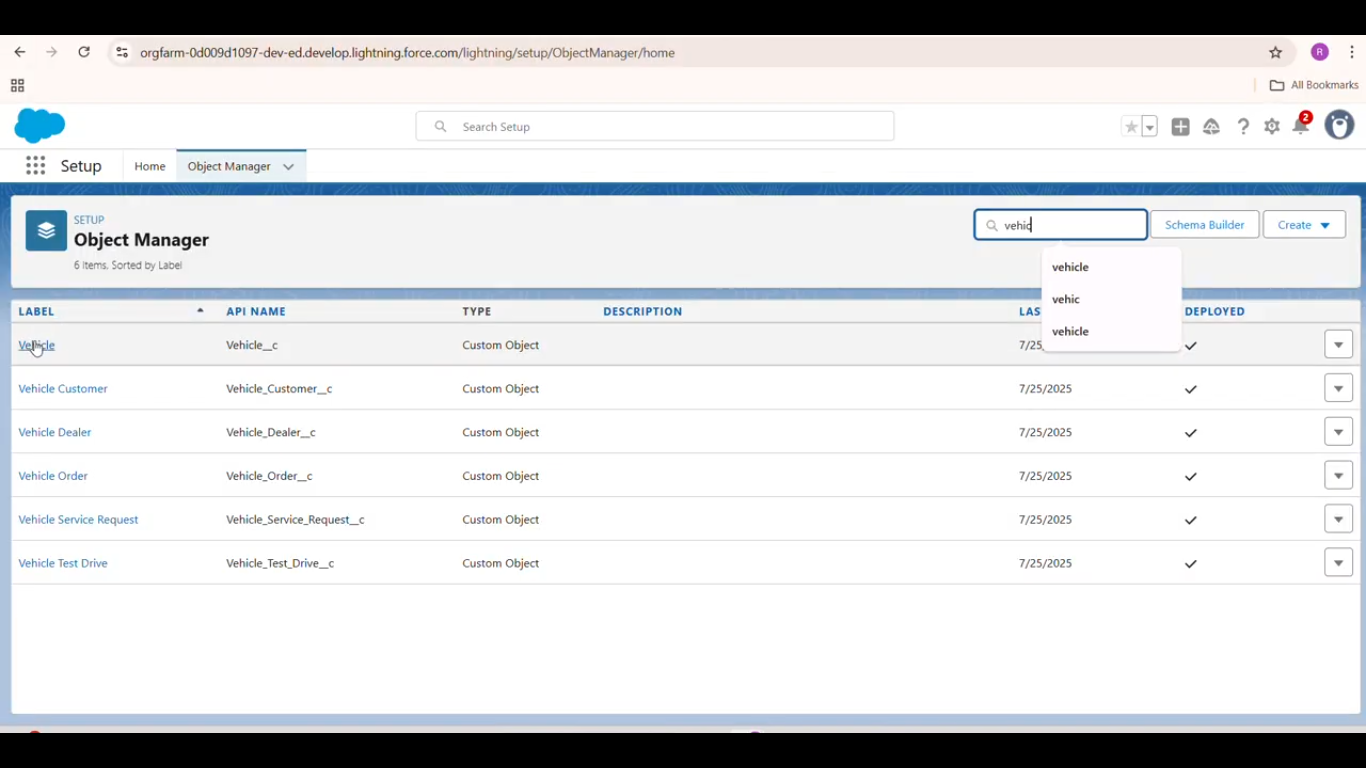 orgfarm-0d009d1097-dev-ed.develop.lightning.force.com/lightning/setup/ObjectManager/home
R
All Bookmarks
Search Setup
2
Setup
Home
Object Manager
SETUP
Object Manager
6 Items, Sorted by Label
vehic
Schema Builder
Create
vehicle
vehic
vehicle
LABEL API NAME TYPE DESCRIPTION LAS DEPLOYED
Vehicle Vehicle__c Custom Object 7/25
Vehicle Customer Vehicle_Customer__c Custom Object 7/25/2025
Vehicle Dealer Vehicle_Dealer__c Custom Object 7/25/2025
Vehicle Order Vehicle_Order__c Custom Object 7/25/2025
Vehicle Service Request Vehicle_Service_Request__c Custom Object 7/25/2025
Vehicle Test Drive Vehicle_Test_Drive__c Custom Object 7/25/2025